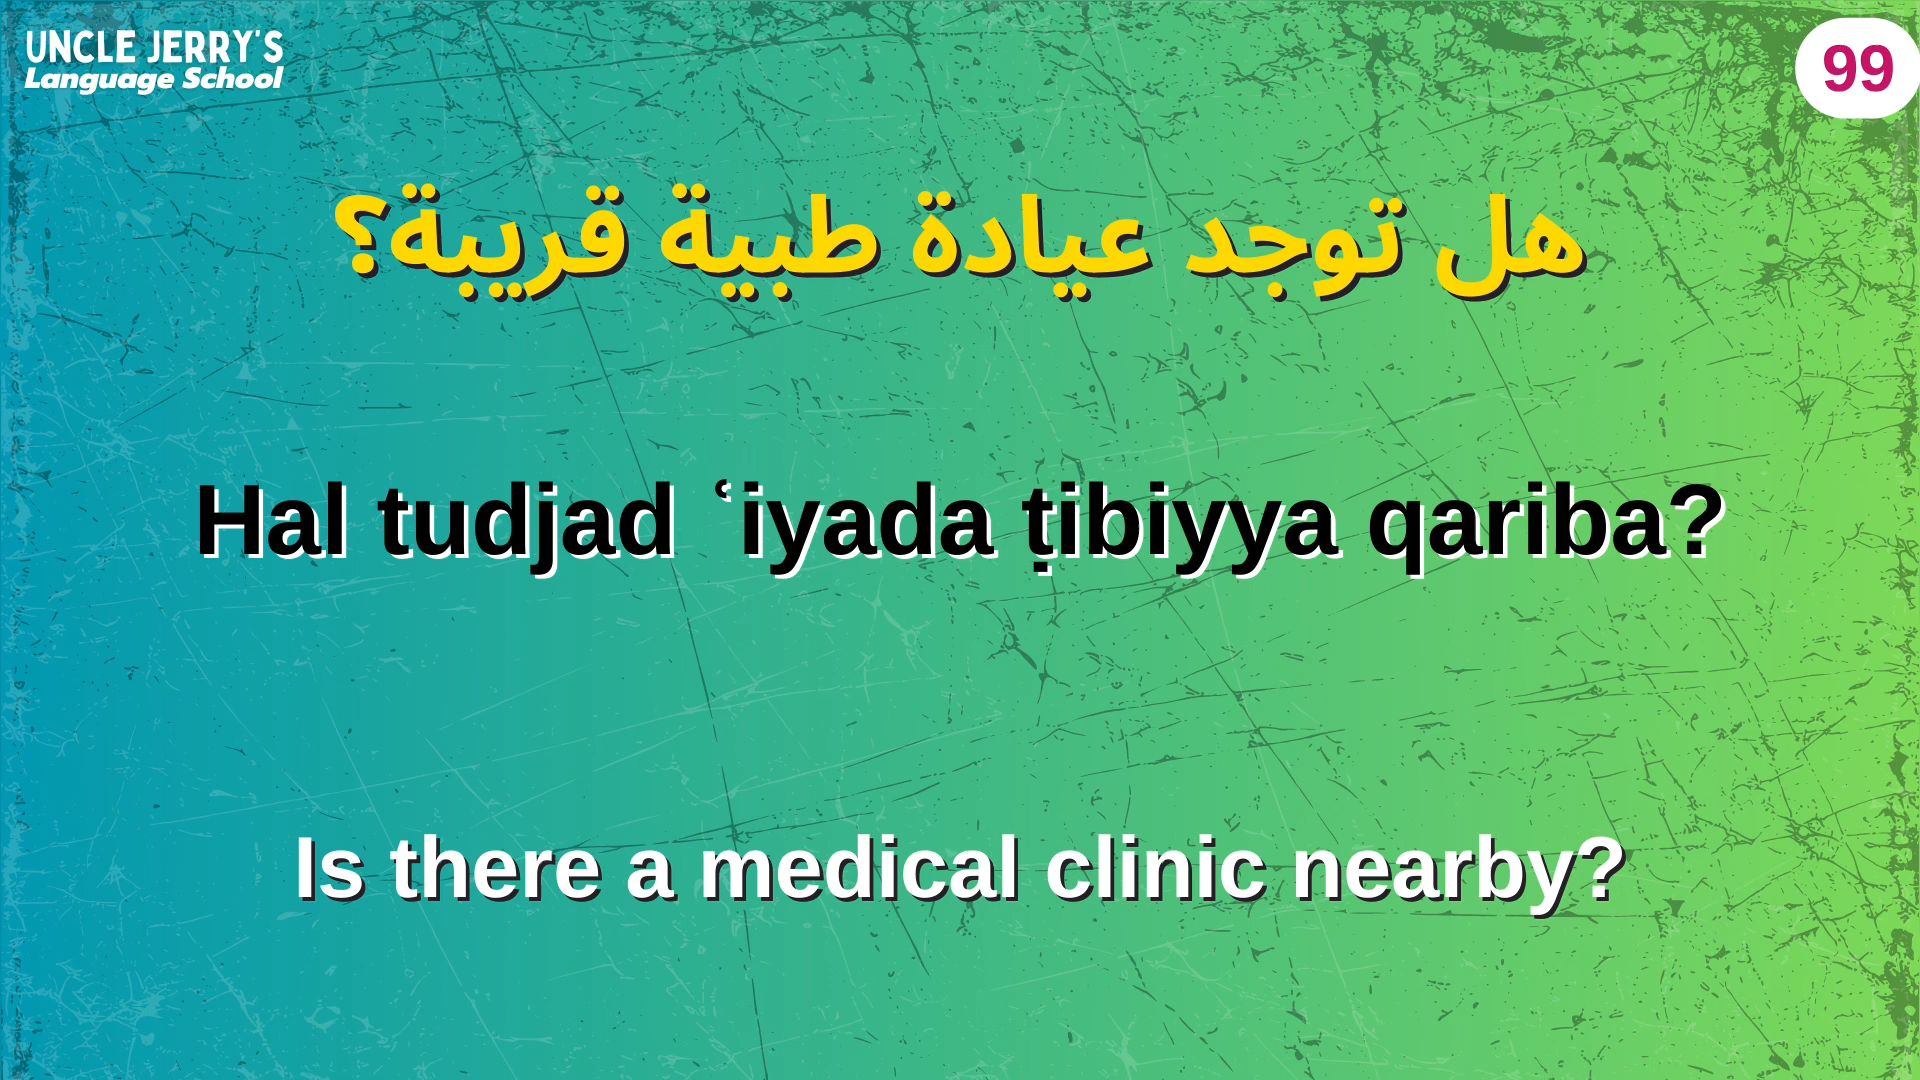 UNCLE JERRY'S
Language School
99
هل توجد عيادة طبية قريبة؟
Hal tudjad ʿiyada ṭibiyya qariba?
Is there a medical clinic nearby?